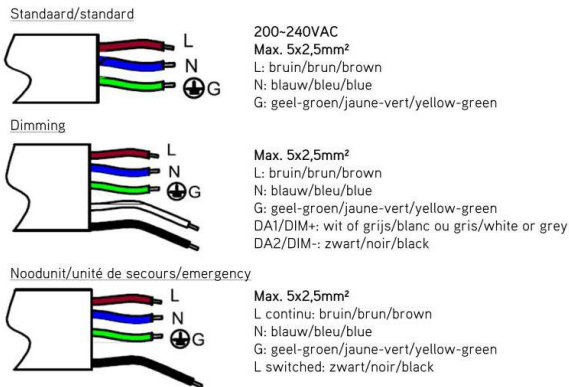 Standaard/standard
L
N
G
200~240VAC
Max. 5x2,5mm²
L: bruin/brun/brown
N: blauw/bleu/blue
G: geel-groen/jaune-vert/yellow-green
Dimming
L
N
G
Max. 5x2,5mm²
L: bruin/brun/brown
N: blauw/bleu/blue
G: geel-groen/jaune-vert/yellow-green
DA1/DIM+: wit of grijs/blanc ou gris/white or grey
DA2/DIM-: zwart/noir/black
Noodunit/unité de secours/emergency
L
N
G
Max. 5x2,5mm²
L continu: bruin/brun/brown
N: blauw/bleu/blue
G: geel-groen/jaune-vert/yellow-green
L switched: zwart/noir/black